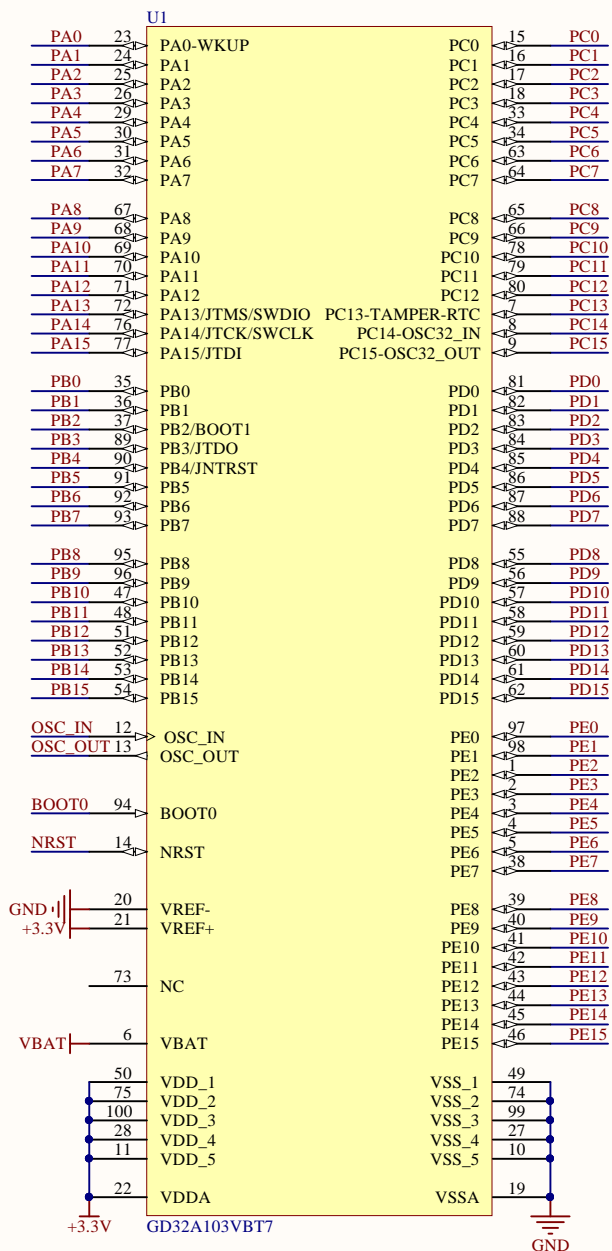 U1
PA0 23 PA0-WKUP PC0 15 PC0
PA1 24 PA1 PC1 16 PC1
PA2 25 PA2 PC2 17 PC2
PA3 26 PA3 PC3 18 PC3
PA4 29 PA4 PC4 33 PC4
PA5 30 PA5 PC5 34 PC5
PA6 31 PA6 PC6 63 PC6
PA7 32 PA7 PC7 64 PC7
PA8 67 PA8 PC8 65 PC8
PA9 68 PA9 PC9 66 PC9
PA10 69 PA10 PC10 78 PC10
PA11 70 PA11 PC11 79 PC11
PA12 71 PA12 PC12 80 PC12
PA13 72 PA13/JTMS/SWDIO PC13-TAMPER-RTC 7 PC13
PA14 76 PA14/JTCK/SWCLK PC14-OSC32_IN 8 PC14
PA15 77 PA15/JTDI PC15-OSC32_OUT 9 PC15
PB0 35 PB0 PD0 81 PD0
PB1 36 PB1 PD1 82 PD1
PB2 37 PB2/BOOT1 PD2 83 PD2
PB3 89 PB3/JTDO PD3 84 PD3
PB4 90 PB4/JNTRST PD4 85 PD4
PB5 91 PB5 PD5 86 PD5
PB6 92 PB6 PD6 87 PD6
PB7 93 PB7 PD7 88 PD7
PB8 95 PB8 PD8 55 PD8
PB9 96 PB9 PD9 56 PD9
PB10 47 PB10 PD10 57 PD10
PB11 48 PB11 PD11 58 PD11
PB12 51 PB12 PD12 59 PD12
PB13 52 PB13 PD13 60 PD13
PB14 53 PB14 PD14 61 PD14
PB15 54 PB15 PD15 62 PD15
OSC_IN 12 OSC_IN PE0 97 PE0
OSC_OUT 13 OSC_OUT PE1 98 PE1
PE2 1 PE2
PE3 2 PE3
BOOT0 94 BOOT0 PE4 3 PE4
PE5 4 PE5
NRST 14 NRST PE6 5 PE6
PE7 38 PE7
GND 20 VREF- PE8 39 PE8
+3.3V 21 VREF+ PE9 40 PE9
PE10 41 PE10
PE11 42 PE11
73 NC PE12 43 PE12
PE13 44 PE13
PE14 45 PE14
VBAT 6 VBAT PE15 46 PE15
50 VDD_1 VSS_1 49
75 VDD_2 VSS_2 74
100 VDD_3 VSS_3 99
28 VDD_4 VSS_4 27
11 VDD_5 VSS_5 10
22 VDDA VSSA 19
+3.3V GD32A103VBT7
GND